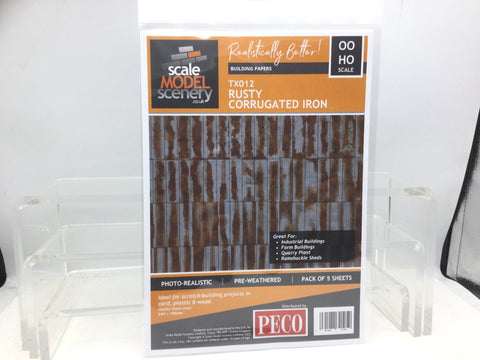 scale
MODEL
scenery
.co.uk
Realistically Better!
BUILDING PAPERS
OO
HO
SCALE
TX012
RUSTY
CORRUGATED IRON
Great For:
• Industrial Buildings
• Farm Buildings
• Quarry Plant
• Ramshackle Sheds
PHOTO-REALISTIC | PRE-WEATHERED | PACK OF 5 SHEETS
Ideal for scratch-building projects in
card, plastic & wood.
Distributed by
PECO